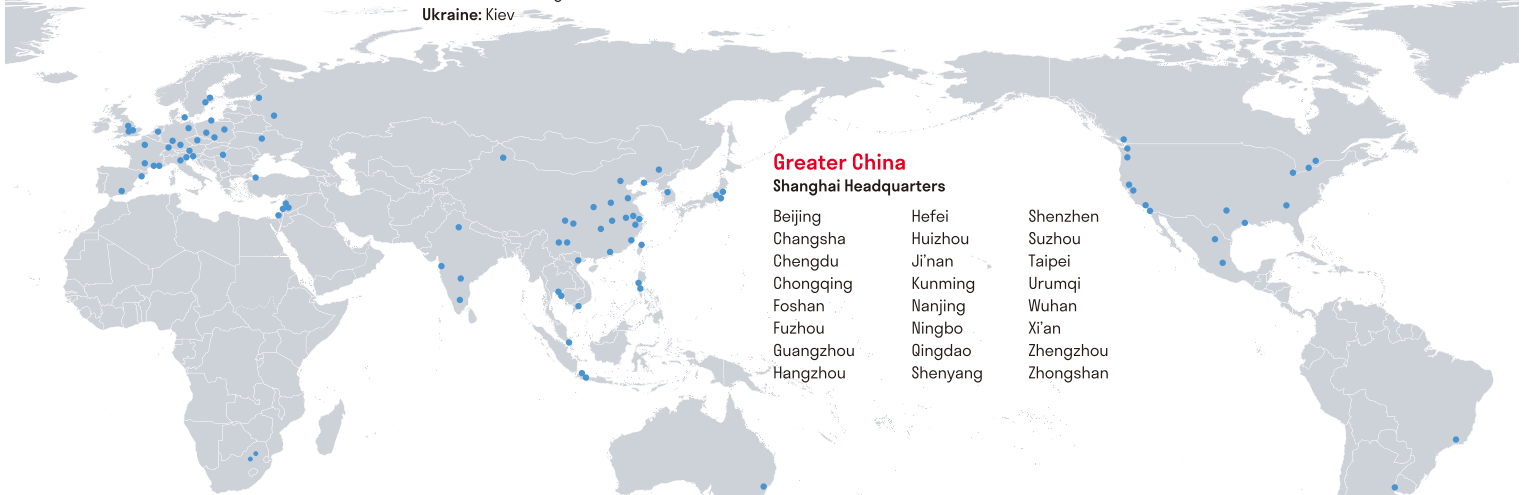 Ukraine: Kiev
Greater China
Shanghai Headquarters
Beijing
Changsha
Chengdu
Chongqing
Foshan
Fuzhou
Guangzhou
Hangzhou
Hefei
Huizhou
Ji'nan
Kunming
Nanjing
Ningbo
Qingdao
Shenyang
Shenzhen
Suzhou
Taipei
Urumqi
Wuhan
Xi'an
Zhengzhou
Zhongshan